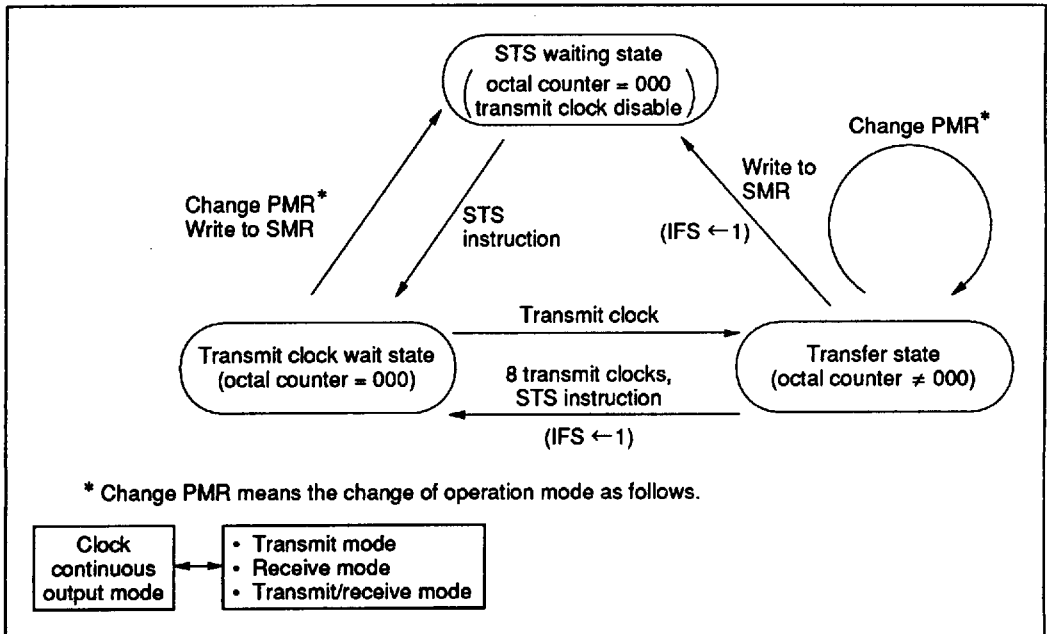 STS waiting state
(octal counter = 000
transmit clock disable)
Change PMR*
Change PMR*
Write to SMR
STS
instruction
Write to
SMR
(IFS ←1)
Transmit clock
Transmit clock wait state
(octal counter = 000)
8 transmit clocks,
STS instruction
(IFS ←1)
Transfer state
(octal counter ≠ 000)
* Change PMR means the change of operation mode as follows.
Clock
continuous
output mode
• Transmit mode
• Receive mode
• Transmit/receive mode